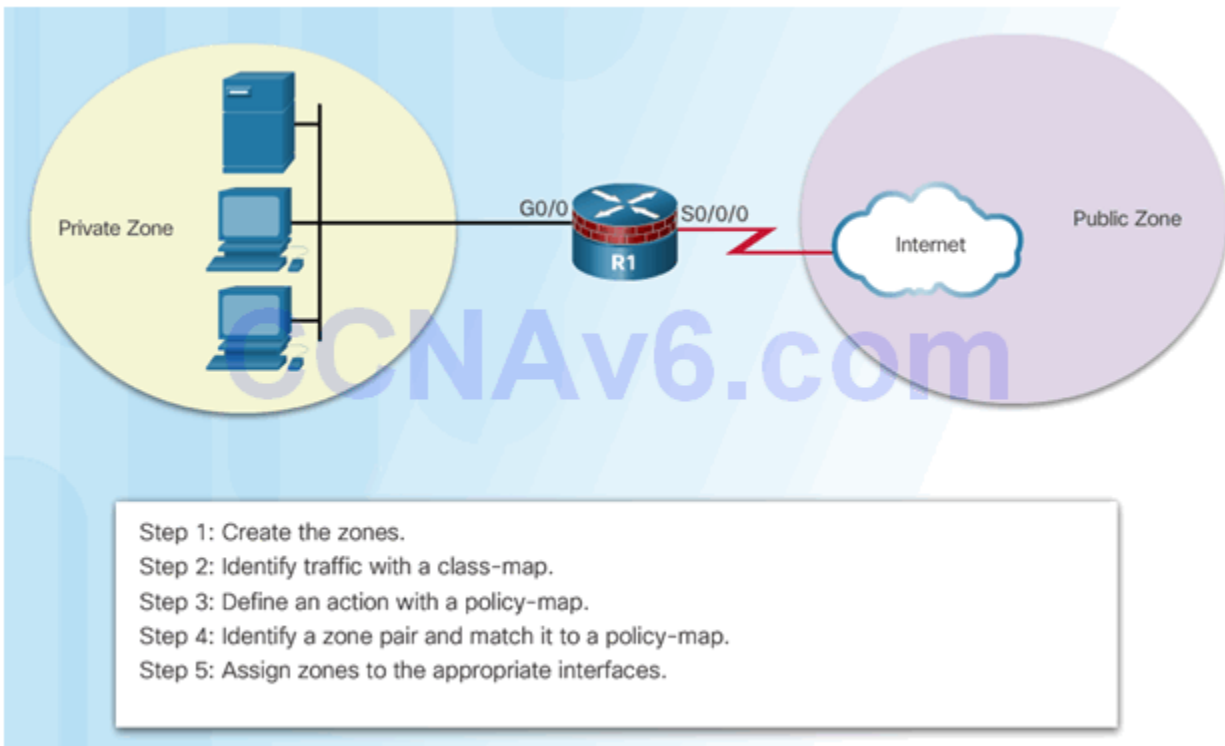 Private Zone
G0/0
S0/0/0
R1
Internet
Public Zone
CCNAv6.com
Step 1: Create the zones.
Step 2: Identify traffic with a class-map.
Step 3: Define an action with a policy-map.
Step 4: Identify a zone pair and match it to a policy-map.
Step 5: Assign zones to the appropriate interfaces.